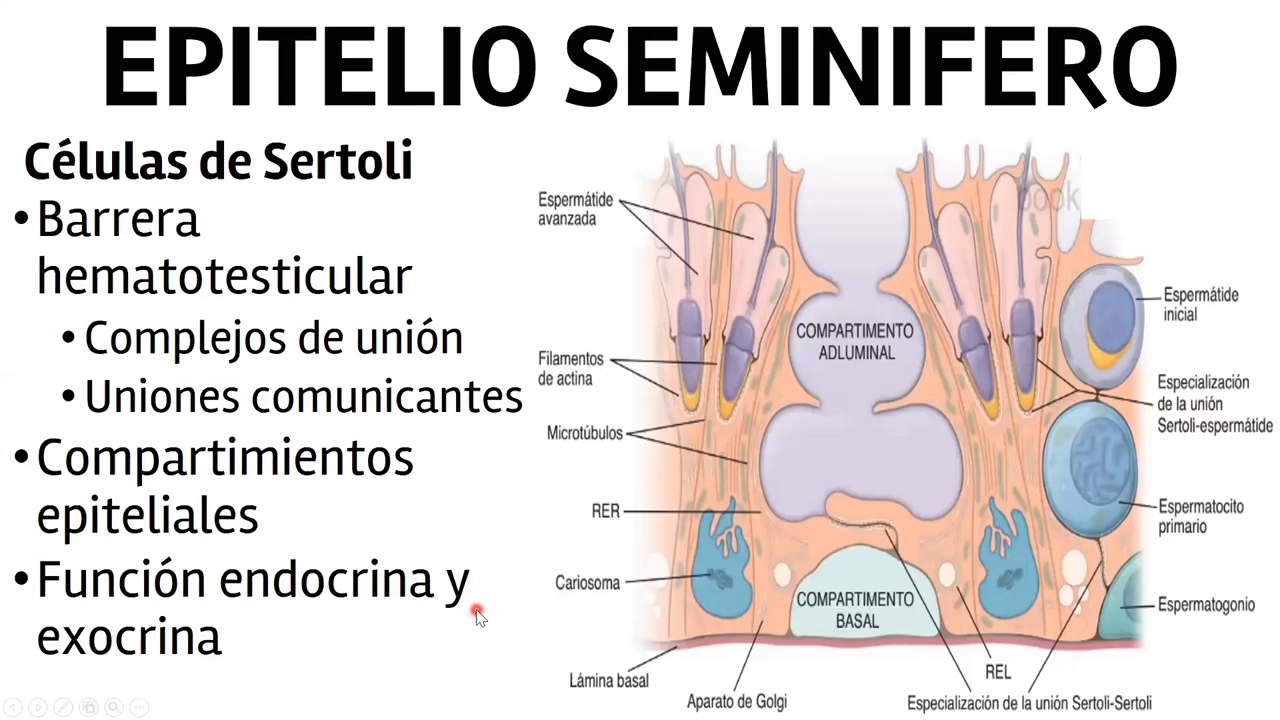 EPITELIO SEMINIFERO
Células de Sertoli
•Barrera
hematotesticular
•Complejos de unión
•Uniones comunicantes
•Compartimientos
epiteliales
•Función endocrina y
exocrina
Espermátide
avanzada
Filamentos
de actina
Microtúbulos
RER
Cariosoma
Lámina basal
Aparato de Golgi
COMPARTIMENTO
ADLUMINAL
COMPARTIMENTO
BASAL
book
Espermátide
inicial
Especialización
de la unión
Sertoli-espermátide
Espermatocito
primario
Espermatogonio
REL
Especialización de la unión Sertoli-Sertoli